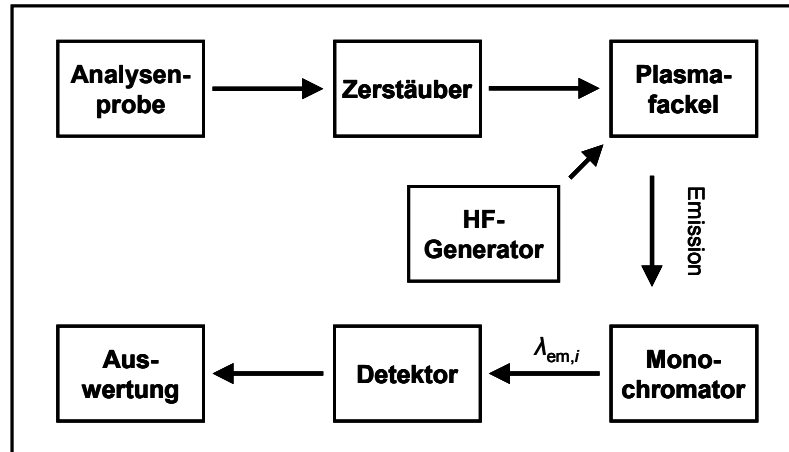 Analysen-
probe
Zerstäuber
Plasma-
fackel
HF-
Generator
Emission
Aus-
wertung
Detektor
λem,i
Mono-
chromator